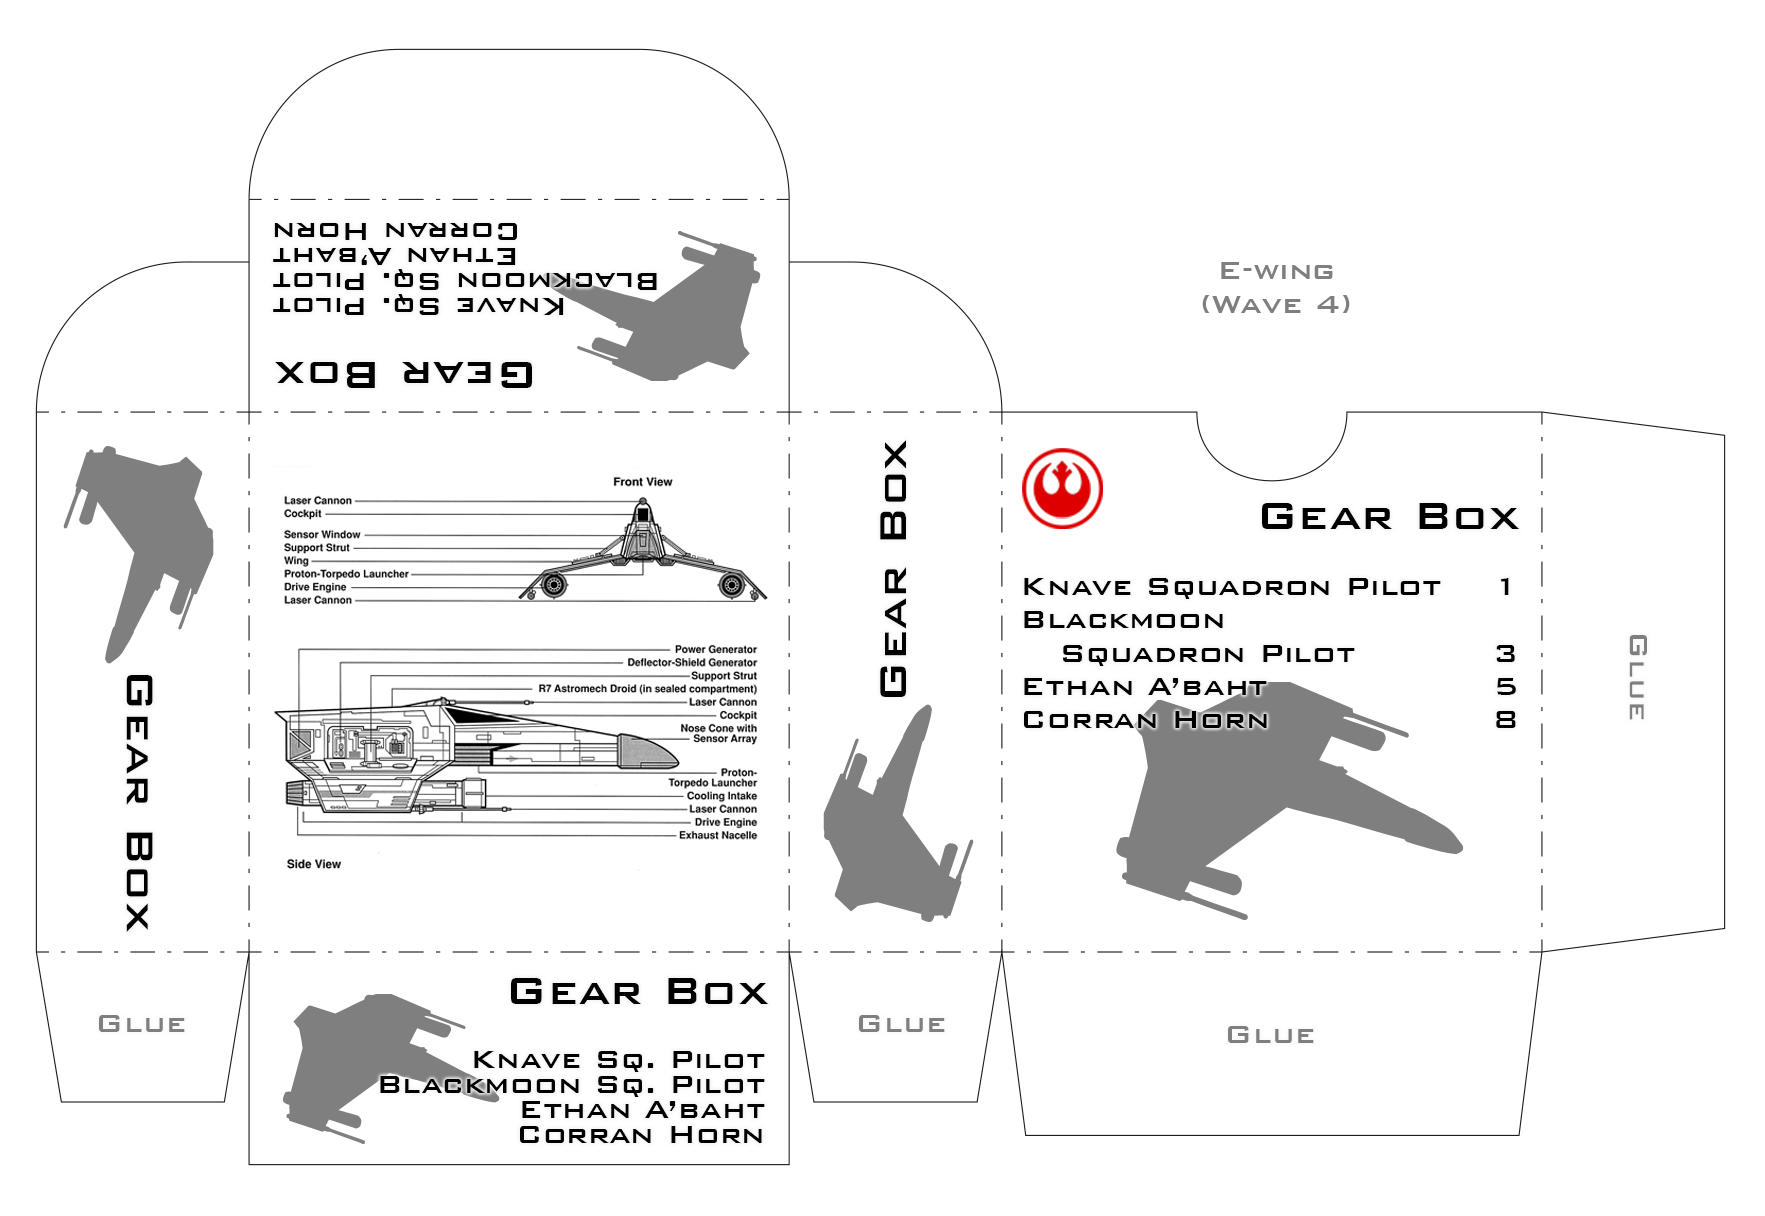 CORRAN HORN
ETHAN A'BAHT
BLACKMOON SQ. PILOT
KNAVE SQ. PILOT
GEAR BOX
E-WING
(WAVE 4)
GEAR BOX
Front View
Laser Cannon
Cockpit
Sensor Window
Support Strut
Wing
Proton-Torpedo Launcher
Drive Engine
Laser Cannon
Power Generator
Deflector-Shield Generator
Support Strut
R7 Astromech Droid (in sealed compartment)
Laser Cannon
Cockpit
Nose Cone with
Sensor Array
Proton-
Torpedo Launcher
Cooling Intake
Laser Cannon
Drive Engine
Exhaust Nacelle
Side View
GEAR BOX
GEAR BOX
KNAVE SQUADRON PILOT 1
BLACKMOON
SQUADRON PILOT 3
ETHAN A'BAHT 5
CORRAN HORN 8
GLUE
GLUE
GEAR BOX
KNAVE SQ. PILOT
BLACKMOON SQ. PILOT
ETHAN A'BAHT
CORRAN HORN
GLUE
GLUE